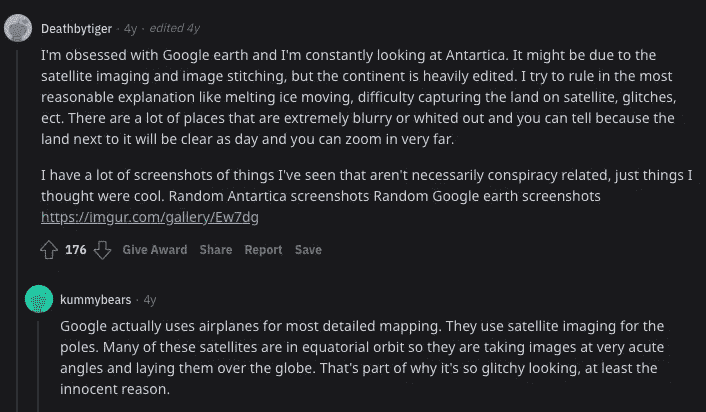 Deathbytiger · 4y · edited 4y
I'm obsessed with Google earth and I'm constantly looking at Antartica. It might be due to the
satellite imaging and image stitching, but the continent is heavily edited. I try to rule in the most
reasonable explanation like melting ice moving, difficulty capturing the land on satellite, glitches,
ect. There are a lot of places that are extremely blurry or whited out and you can tell because the
land next to it will be clear as day and you can zoom in very far.
I have a lot of screenshots of things I've seen that aren't necessarily conspiracy related, just things I
thought were cool. Random Antartica screenshots Random Google earth screenshots
https://imgur.com/gallery/Ew7dg
176 Give Award Share Report Save
kummybears · 4y
Google actually uses airplanes for most detailed mapping. They use satellite imaging for the
poles. Many of these satellites are in equatorial orbit so they are taking images at very acute
angles and laying them over the globe. That's part of why it's so glitchy looking, at least the
innocent reason.